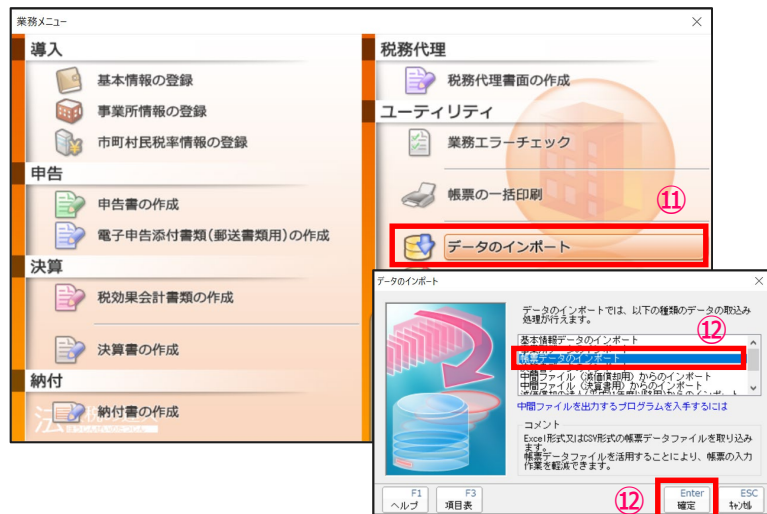 業務メニュー
導入
基本情報の登録
事業所情報の登録
市町村民税率情報の登録
申告
申告書の作成
電子申告添付書類(郵送書類用)の作成
決算
税効果会計書類の作成
決算書の作成
納付
納付書の作成
税務代理
税務代理書面の作成
ユーティリティ
業務エラーチェック
帳票の一括印刷
⑪
データのインポート
データのインポート
データのインポートでは、以下の種類のデータの取込み
処理が行えます。
⑫
基本情報データのインポート
帳票データのインポート
中間ファイル(減価償却用)からのインポート
中間ファイル(決算書用)からのインポート
中間ファイルを出力するプログラムを入手するには
コメント
Excel形式又はCSV形式の帳票データファイルを取り込み
ます。
帳票データファイルを活用することにより、帳票の入力
作業を軽減できます。
F1
ヘルプ
F3
項目表
⑫
Enter
確定
ESC
キャンセル